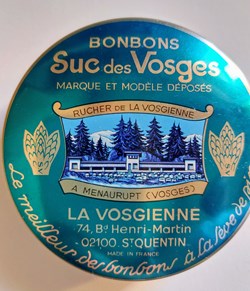 BONBONS
Suc des Vosges
MARQUE ET MODÈLE DÉPOSÉS
RUCHER DE LA VOSGIENNE
A MENAURUPT (VOSGES)
LA VOSGIENNE
74, Bd Henri-Martin
02100 ST QUENTIN
MADE IN FRANCE
Le meilleur des bonbons à la sève de